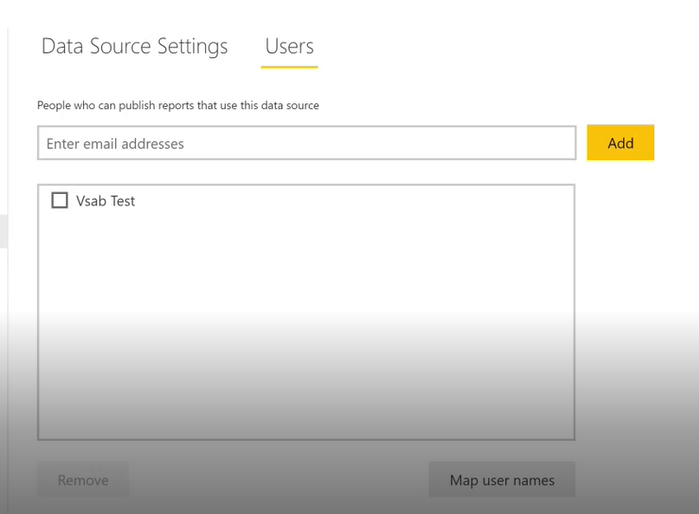 Data Source Settings Users
People who can publish reports that use this data source
Enter email addresses Add
Vsab Test
Remove Map user names